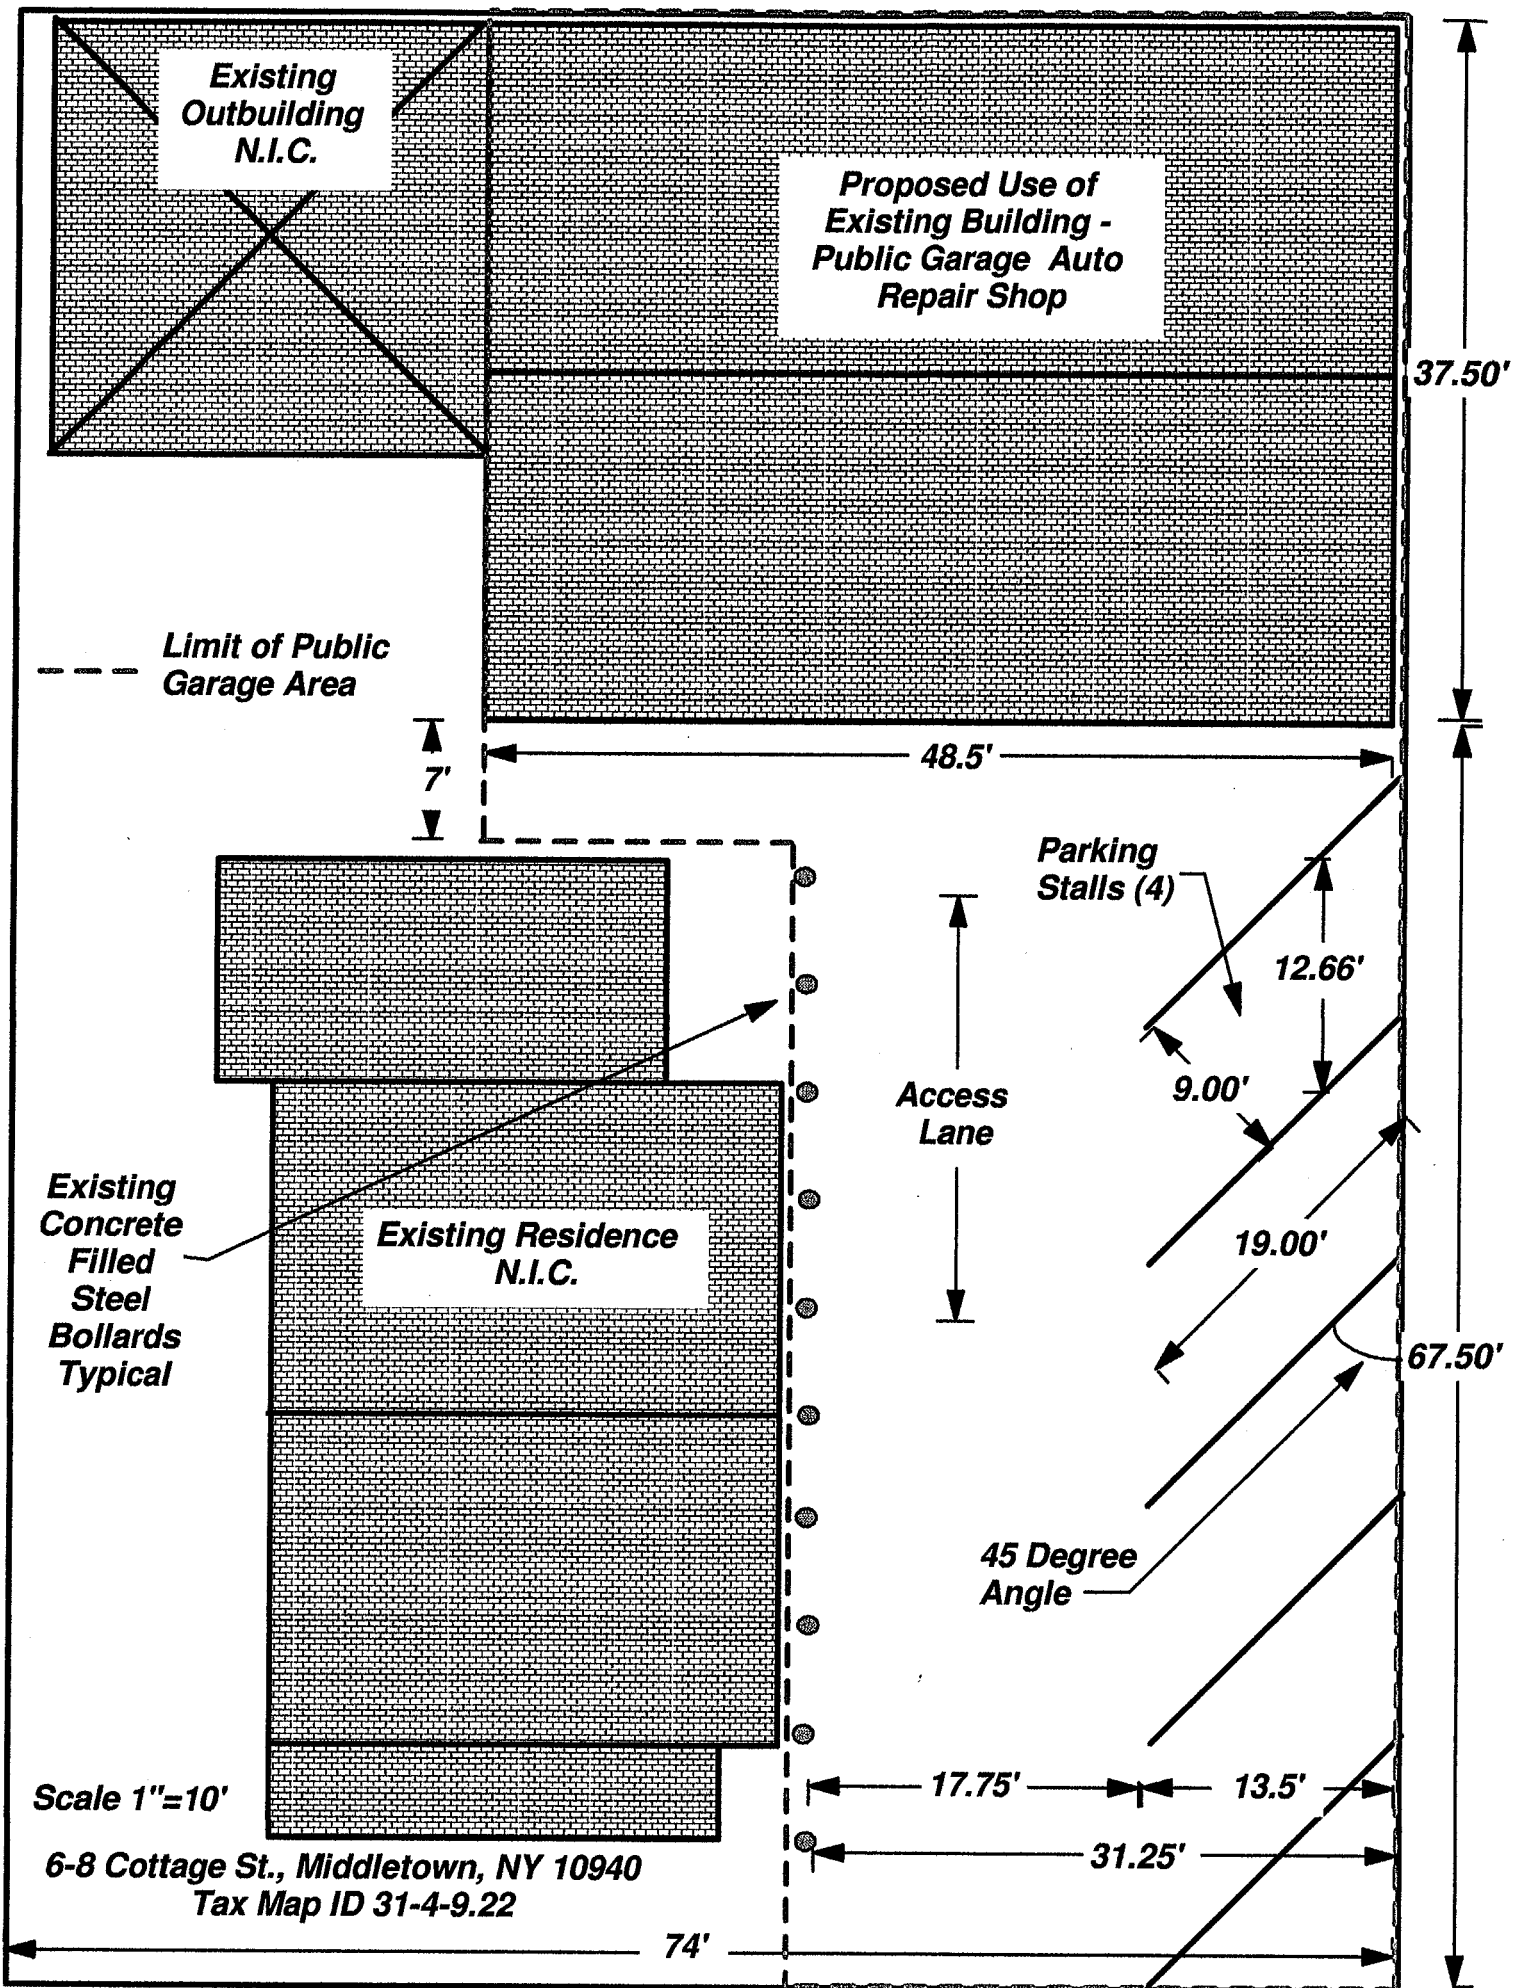 Existing
Outbuilding
N.I.C.
Proposed Use of
Existing Building -
Public Garage Auto
Repair Shop
37.50'
Limit of Public
Garage Area
7'
48.5'
Parking
Stalls (4)
12.66'
9.00'
Access
Lane
Existing
Concrete
Filled
Steel
Bollards
Typical
Existing Residence
N.I.C.
19.00'
67.50'
45 Degree
Angle
Scale 1"=10'
17.75'
13.5'
31.25'
6-8 Cottage St., Middletown, NY 10940
Tax Map ID 31-4-9.22
74'